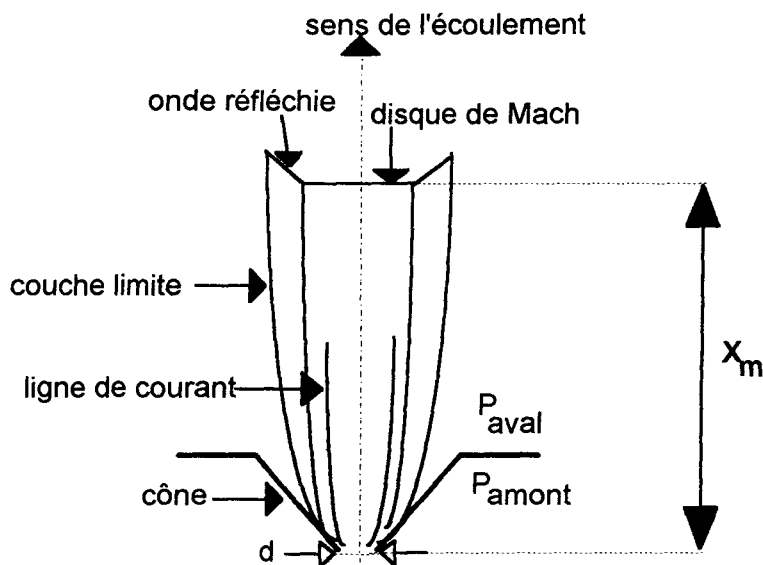 sens de l'écoulement
onde réfléchie
disque de Mach
couche limite
X_m
ligne de courant
P_aval
cône
P_amont
d